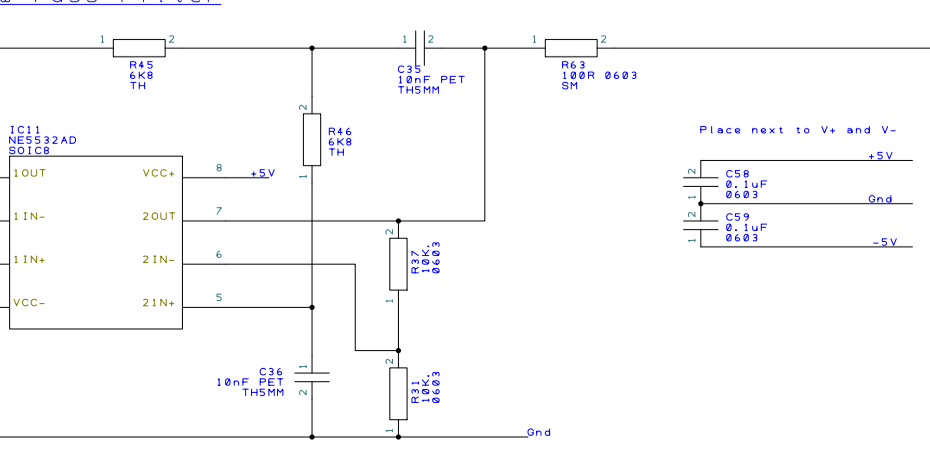 1 2
R45
6K8
TH
1 2
C35
10nF PET
TH5MM
1 2
R63
100R 0603
SM
2
R46
6K8
TH
1
IC11
NE5532AD
SOIC8
1OUT VCC+ 8 +5V
1IN- 2OUT 7
1IN+ 2IN- 6
VCC- 2IN+ 5
2
R37
10K.
0603
1
C36
10nF PET
TH5MM
1
2
2
R31
10K.
0603
1
Gnd
Place next to V+ and V-
+5V
2
C58
0.1uF
0603
1
Gnd
2
C59
0.1uF
0603
1
-5V